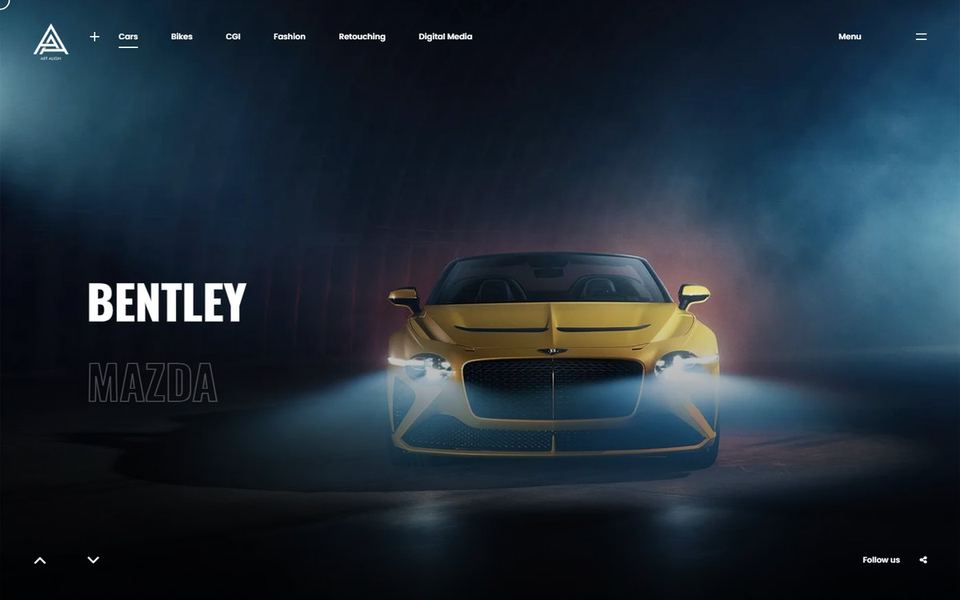 Cars Bikes CGI Fashion Retouching Digital Media Menu
ART ALIGN
BENTLEY
MAZDA
Follow us